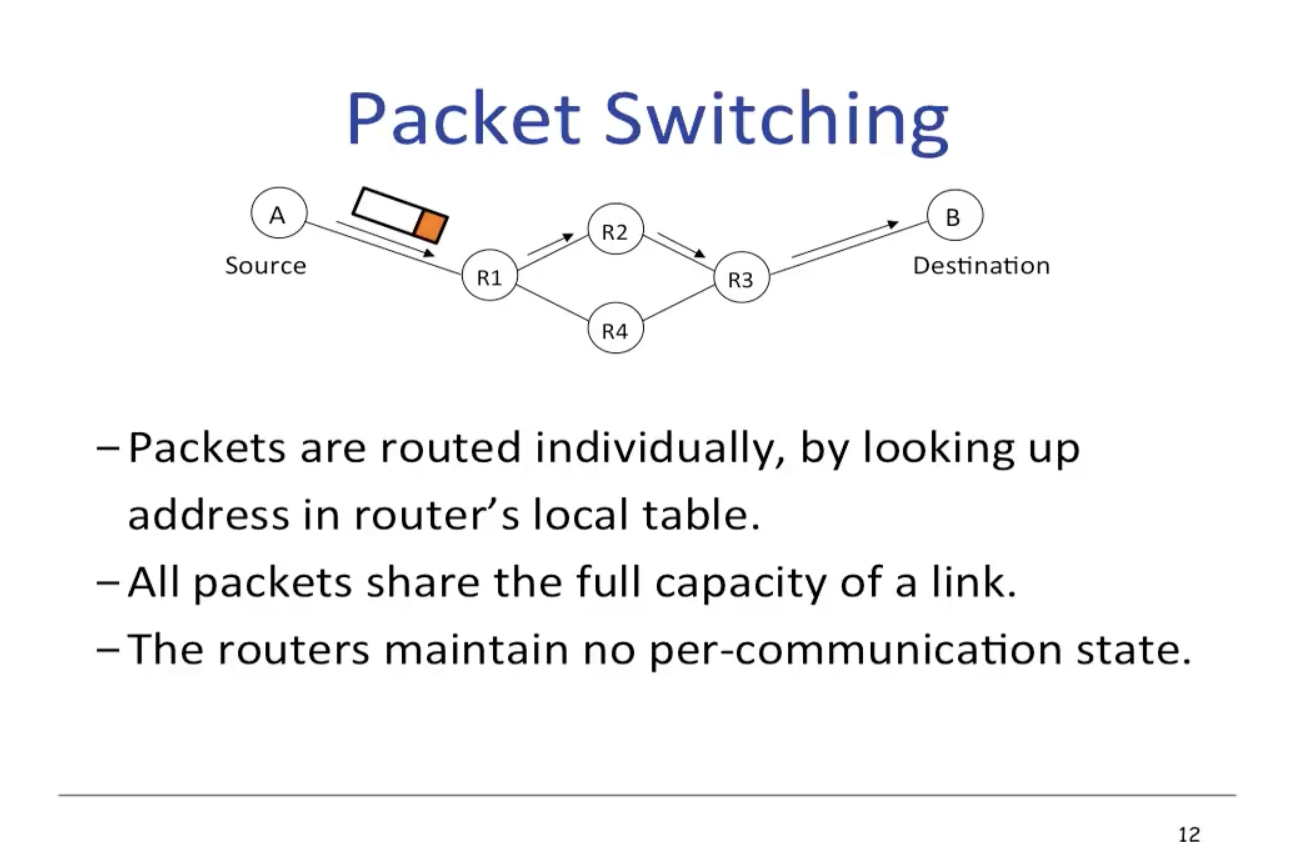 Packet Switching
A
R2
B
Source
R1
R3
Destination
R4
– Packets are routed individually, by looking up
address in router’s local table.
– All packets share the full capacity of a link.
– The routers maintain no per-communication state.
12